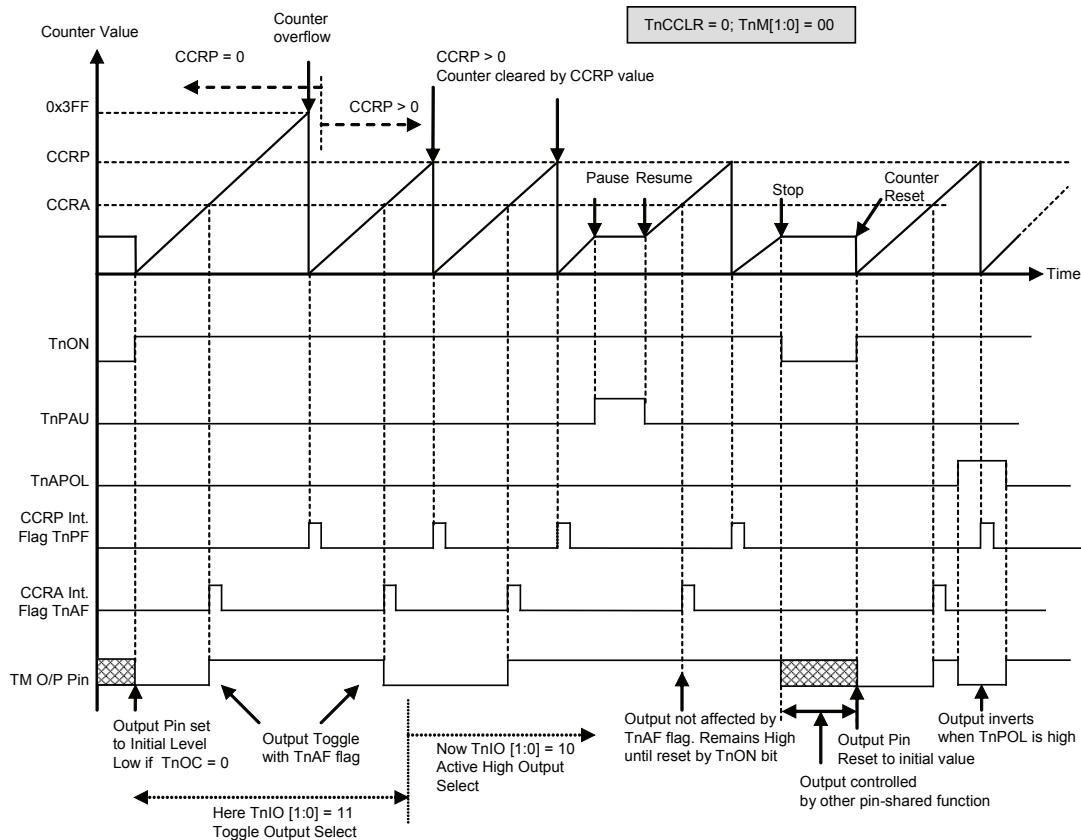 TnCCLR = 0; TnM[1:0] = 00
Counter Value
Counter
overflow
CCRP = 0
CCRP > 0
CCRP > 0
Counter cleared by CCRP value
0x3FF
CCRP
CCRA
Pause
Resume
Stop
Counter
Reset
Time
TnON
TnPAU
TnAPOL
CCRP Int.
Flag TnPF
CCRA Int.
Flag TnAF
TM O/P Pin
Output Pin set
to Initial Level
Low if TnOC = 0
Output Toggle
with TnAF flag
Now TnIO [1:0] = 10
Active High Output
Select
Output not affected by
TnAF flag. Remains High
until reset by TnON bit
Output Pin
Reset to initial value
Output inverts
when TnPOL is high
Output controlled
by other pin-shared function
Here TnIO [1:0] = 11
Toggle Output Select